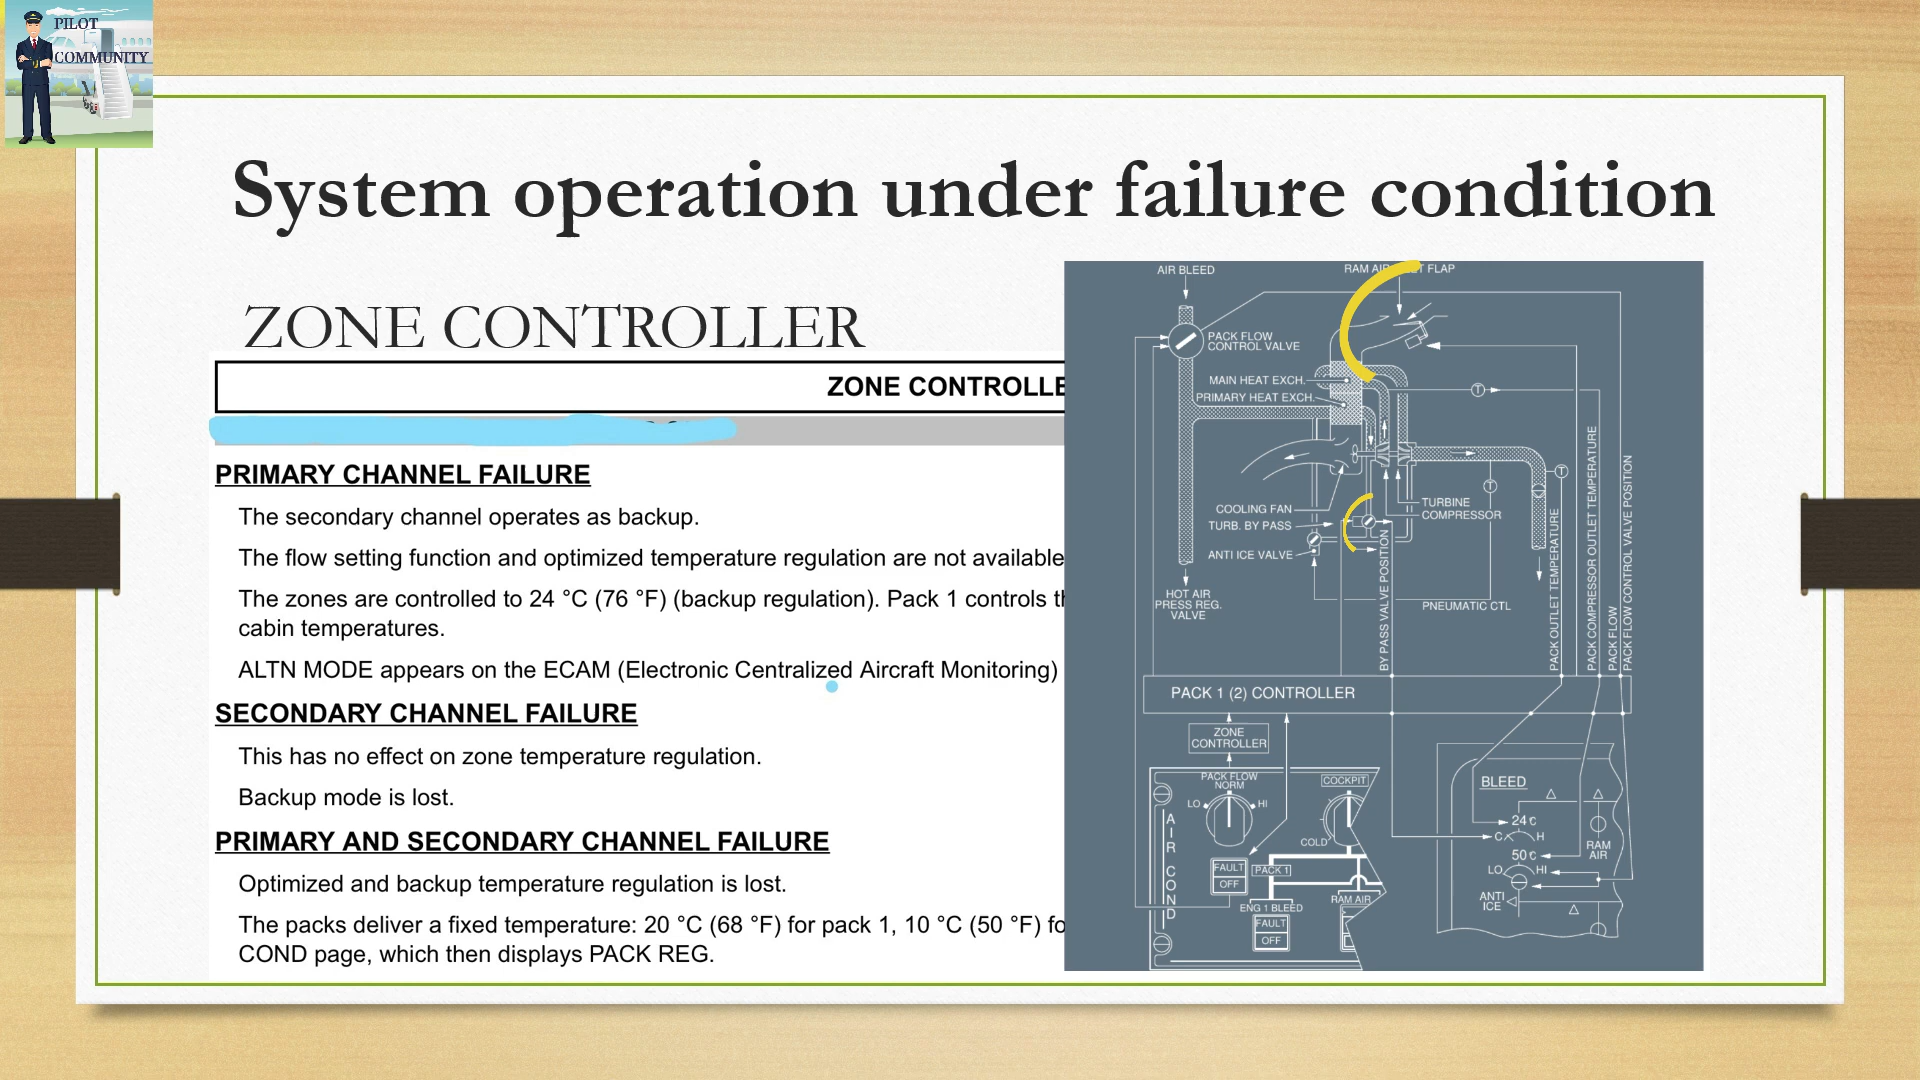 PILOT
COMMUNITY
System operation under failure condition
ZONE CONTROLLER
ZONE CONTROLLE
PRIMARY CHANNEL FAILURE
The secondary channel operates as backup.
The flow setting function and optimized temperature regulation are not available
The zones are controlled to 24 °C (76 °F) (backup regulation). Pack 1 controls th
cabin temperatures.
ALTN MODE appears on the ECAM (Electronic Centralized Aircraft Monitoring)
SECONDARY CHANNEL FAILURE
This has no effect on zone temperature regulation.
Backup mode is lost.
PRIMARY AND SECONDARY CHANNEL FAILURE
Optimized and backup temperature regulation is lost.
The packs deliver a fixed temperature: 20 °C (68 °F) for pack 1, 10 °C (50 °F) fo
COND page, which then displays PACK REG.
AIR BLEED
RAM AIR FLAP
PACK FLOW
CONTROL VALVE
MAIN HEAT EXCH.
PRIMARY HEAT EXCH.
T
T
T
COOLING FAN
TURB. BY PASS
ANTI ICE VALVE
TURBINE
COMPRESSOR
HOT AIR
PRESS REG.
VALVE
PNEUMATIC CTL
BY PASS VALVE POSITION
PACK OUTLET TEMPERATURE
PACK COMPRESSOR OUTLET TEMPERATURE
PACK FLOW
PACK FLOW CONTROL VALVE POSITION
PACK 1 (2) CONTROLLER
ZONE
CONTROLLER
PACK FLOW
NORM
LO
HI
COCKPIT
COLD
AIR COND
FAULT
OFF
PACK 1
ENG 1 BLEED
FAULT
OFF
RAM AIR
BLEED
24 C
C H
50 C
LO HI
RAM
AIR
ANTI
ICE